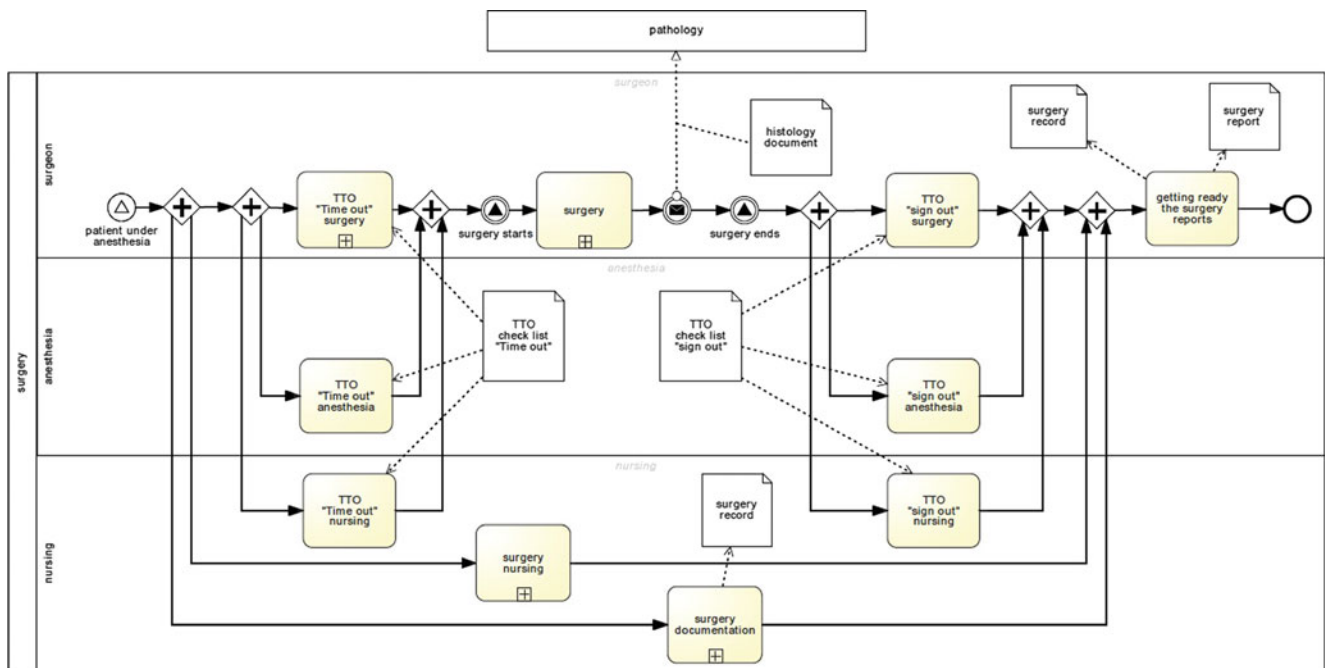 pathology
surgeon
surgery
record
surgery
report
histology
document
surgeon
TTO
"Time out"
surgery
surgery
TTO
"sign out"
surgery
getting ready
the surgery
reports
patient under
anesthesia
surgery starts
surgery ends
anesthesia
TTO
check list
"Time out"
TTO
check list
"sign out"
surgery
anesthesia
TTO
"Time out"
anesthesia
TTO
"sign out"
anesthesia
nursing
TTO
"Time out"
nursing
surgery
record
TTO
"sign out"
nursing
nursing
surgery
nursing
surgery
documentation